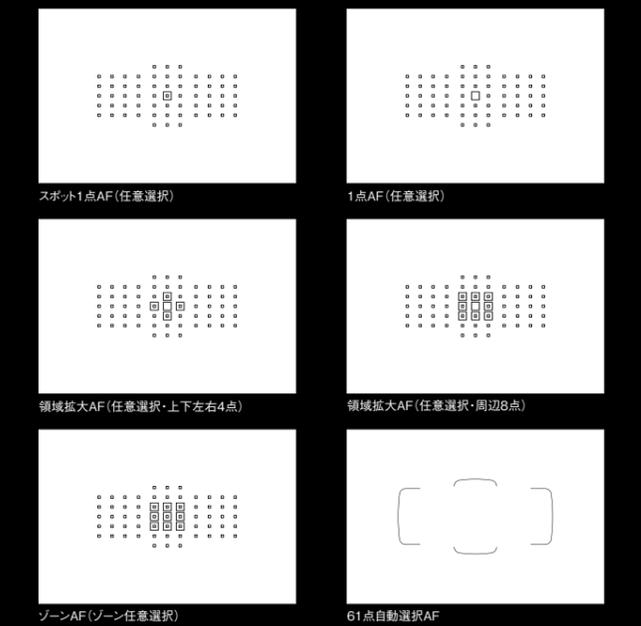 スポット1点AF（任意選択）
1点AF（任意選択）
領域拡大AF（任意選択・上下左右4点）
領域拡大AF（任意選択・周辺8点）
ゾーンAF（ゾーン任意選択）
61点自動選択AF